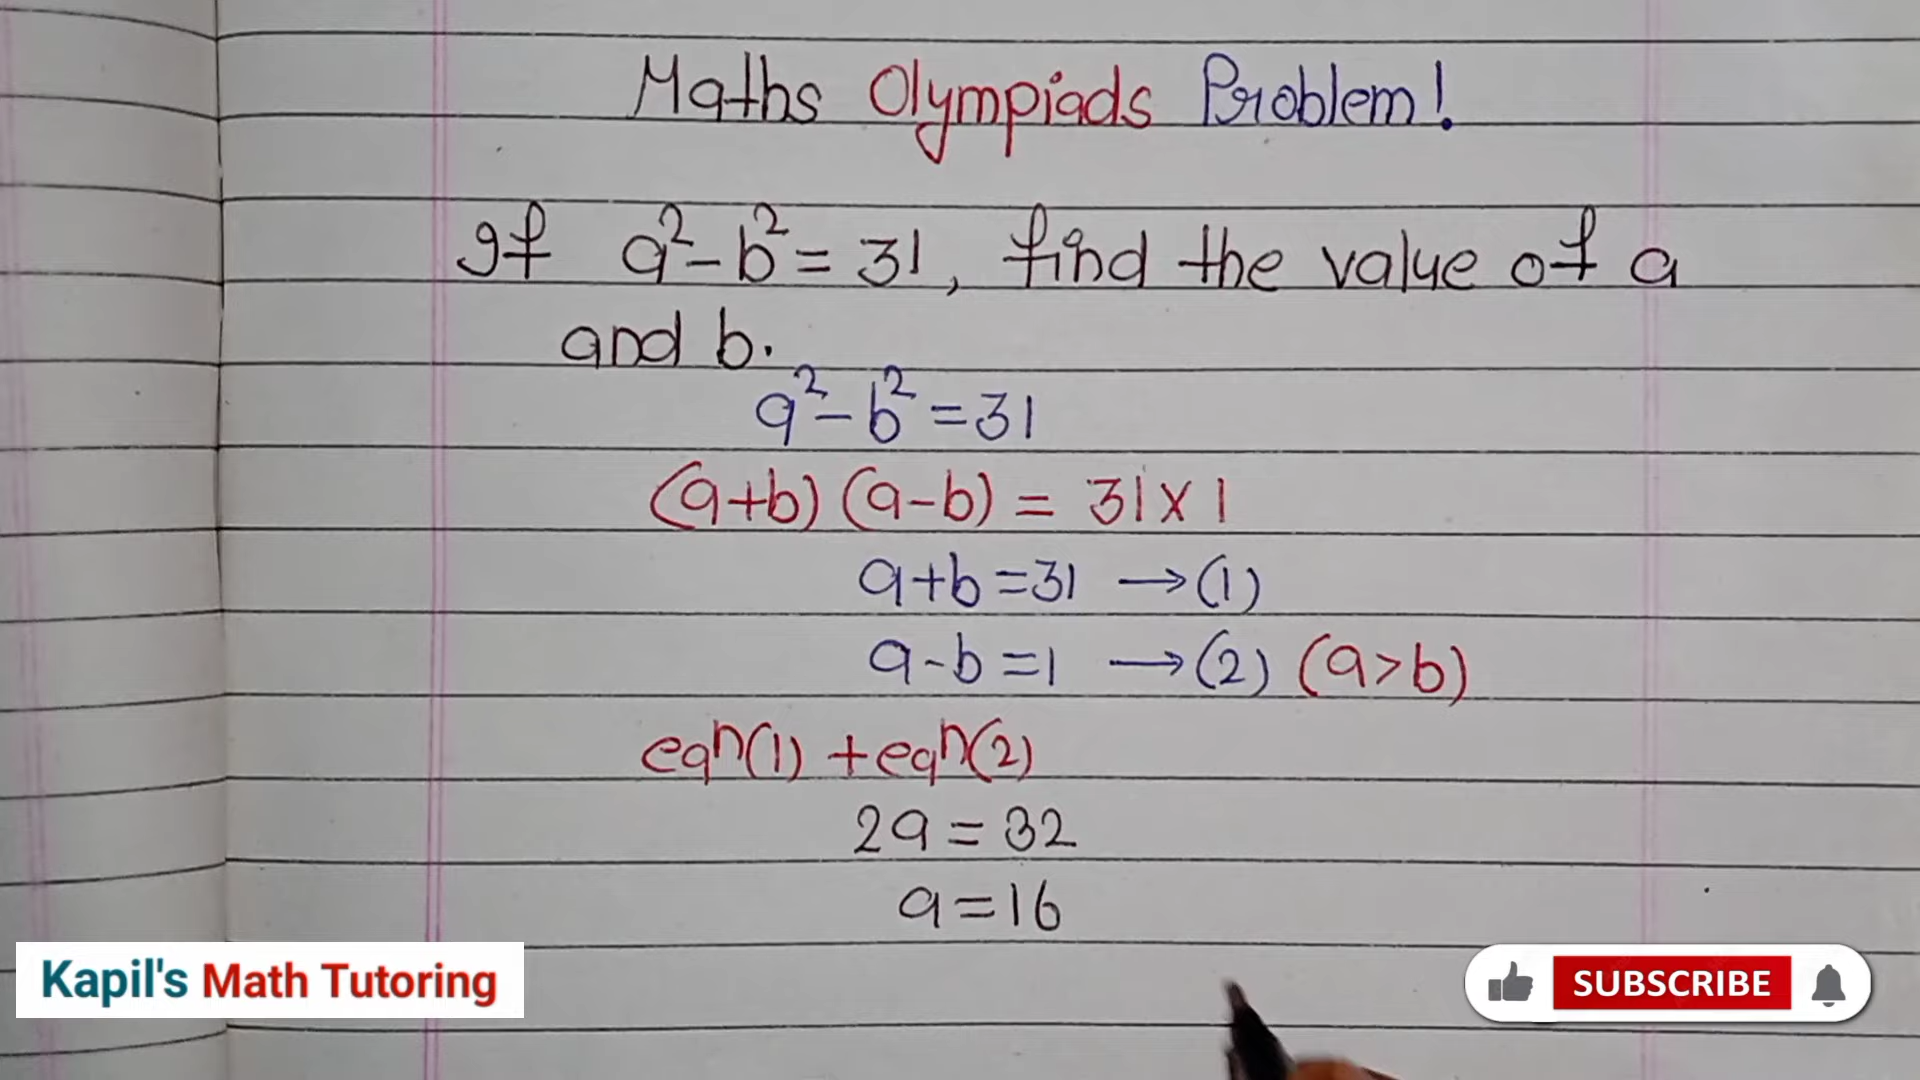 Maths Olympiads Problem!
If a²-b²=31, find the value of a
and b.
a²-b²=31
(a+b)(a-b)=31×1
a+b=31 →(1)
a-b=1 →(2) (a>b)
eqⁿ(1)+eqⁿ(2)
2a=32
a=16
Kapil's Math Tutoring
SUBSCRIBE